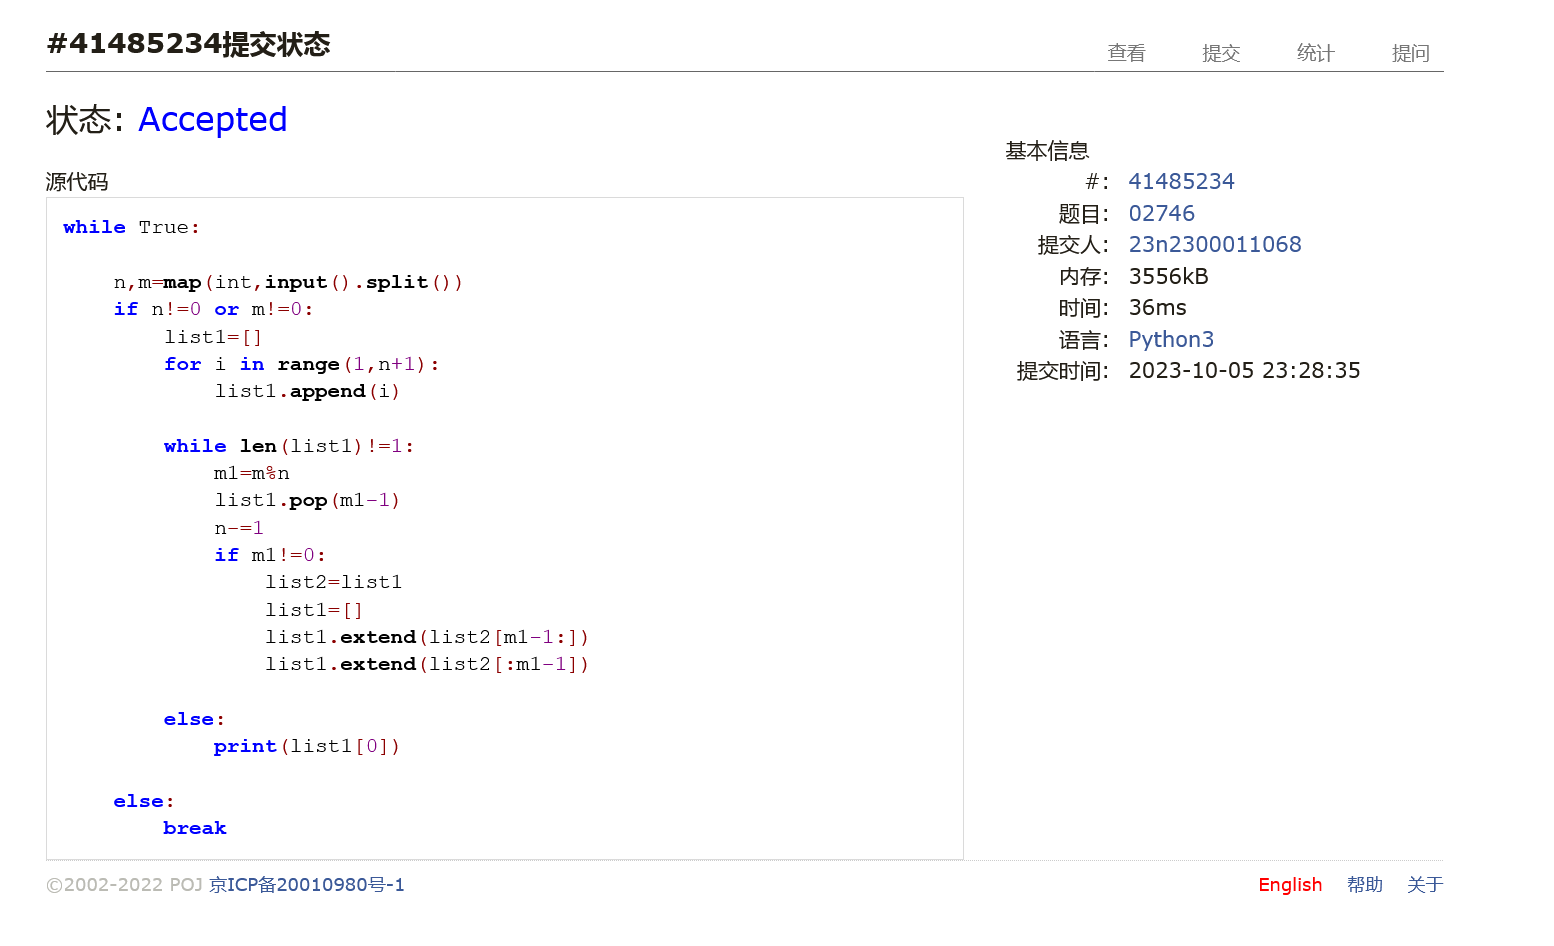 #41485234提交状态
查看 提交 统计 提问
状态: Accepted
源代码
while True:
    n,m=map(int,input().split())
    if n!=0 or m!=0:
        list1=[]
        for i in range(1,n+1):
            list1.append(i)
        while len(list1)!=1:
            m1=m%n
            list1.pop(m1-1)
            n-=1
            if m1!=0:
                list2=list1
                list1=[]
                list1.extend(list2[m1-1:])
                list1.extend(list2[:m1-1])
        else:
            print(list1[0])
    else:
        break
基本信息
#: 41485234
题目: 02746
提交人: 23n2300011068
内存: 3556kB
时间: 36ms
语言: Python3
提交时间: 2023-10-05 23:28:35
©2002-2022 POJ 京ICP备20010980号-1
English 帮助 关于